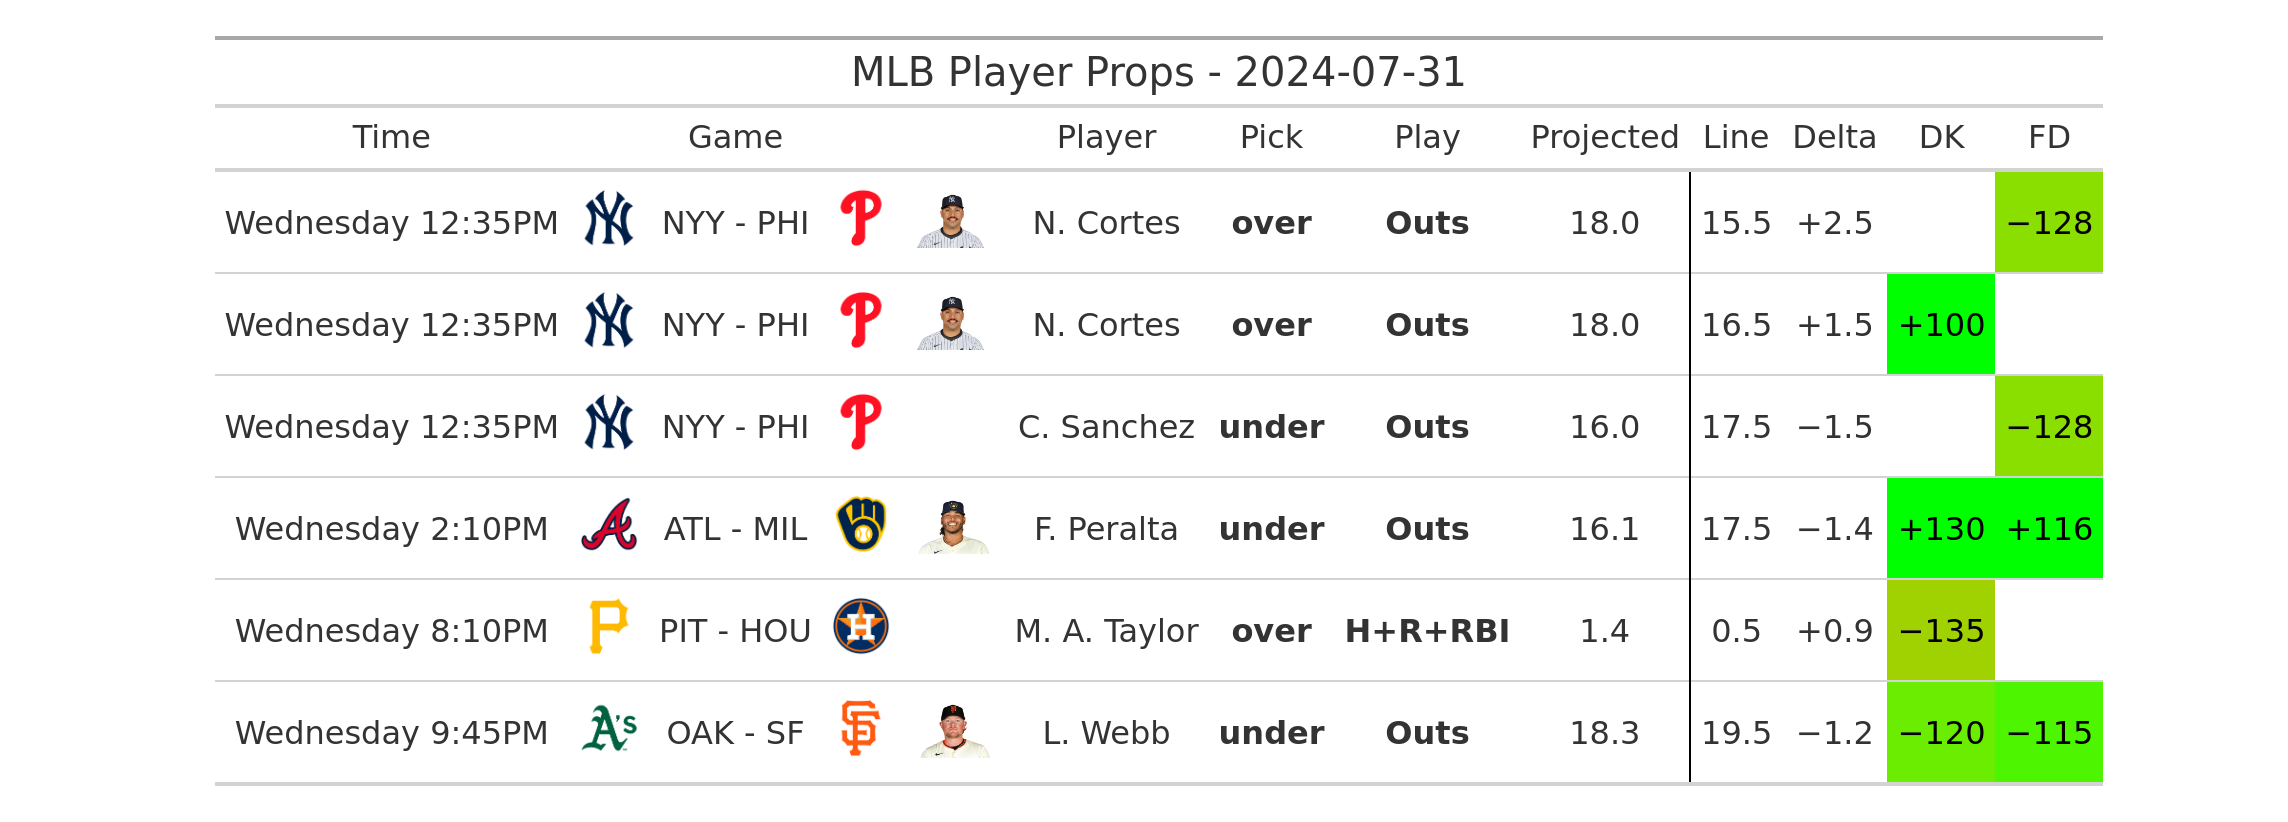 MLB Player Props - 2024-07-31
Time Game Player Pick Play Projected Line Delta DK FD
Wednesday 12:35PM NYY - PHI N. Cortes over Outs 18.0 15.5 +2.5 −128
Wednesday 12:35PM NYY - PHI N. Cortes over Outs 18.0 16.5 +1.5 +100
Wednesday 12:35PM NYY - PHI C. Sanchez under Outs 16.0 17.5 −1.5 −128
Wednesday 2:10PM ATL - MIL F. Peralta under Outs 16.1 17.5 −1.4 +130 +116
Wednesday 8:10PM PIT - HOU M. A. Taylor over H+R+RBI 1.4 0.5 +0.9 −135
Wednesday 9:45PM OAK - SF L. Webb under Outs 18.3 19.5 −1.2 −120 −115